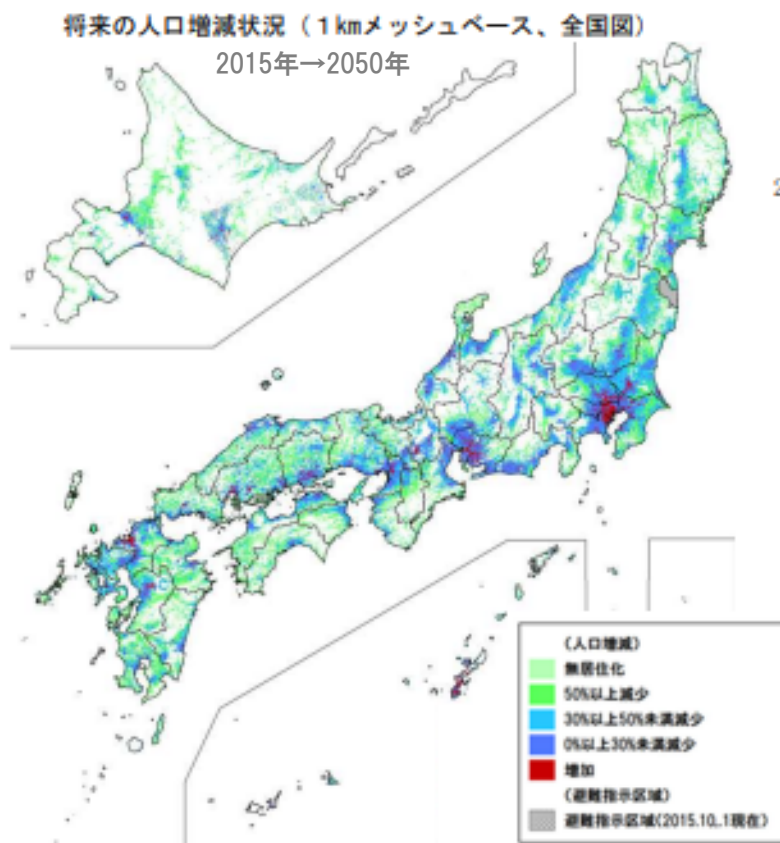 将来の人口増減状況（1kmメッシュベース、全国図）
2015年→2050年
2
（人口増減）
無居住化
50%以上減少
30%以上50%未満減少
0%以上30%未満減少
増加
（避難指示区域）
避難指示区域(2015.10,.1現在)